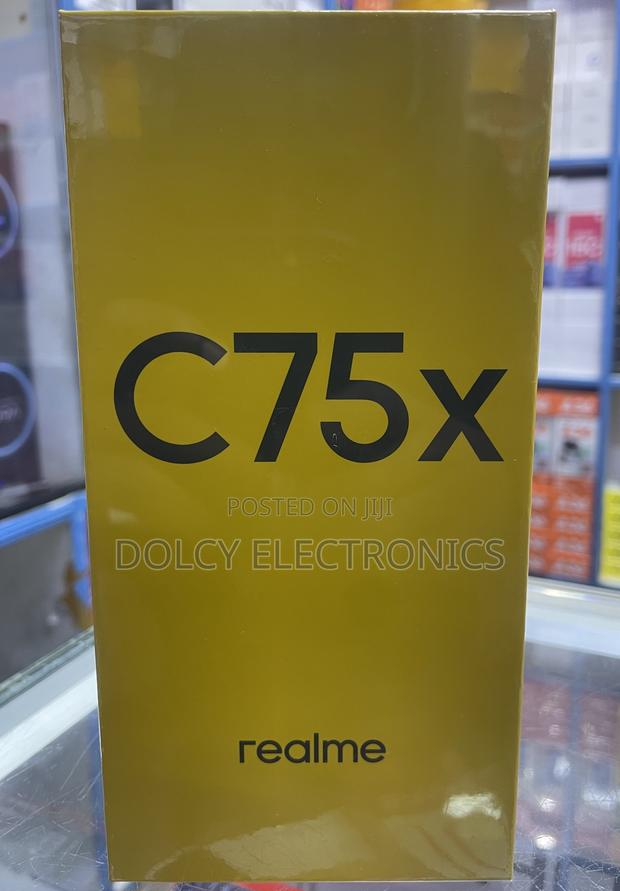 C75x
POSTED ON JIJI
DOLCY ELECTRONICS
realme